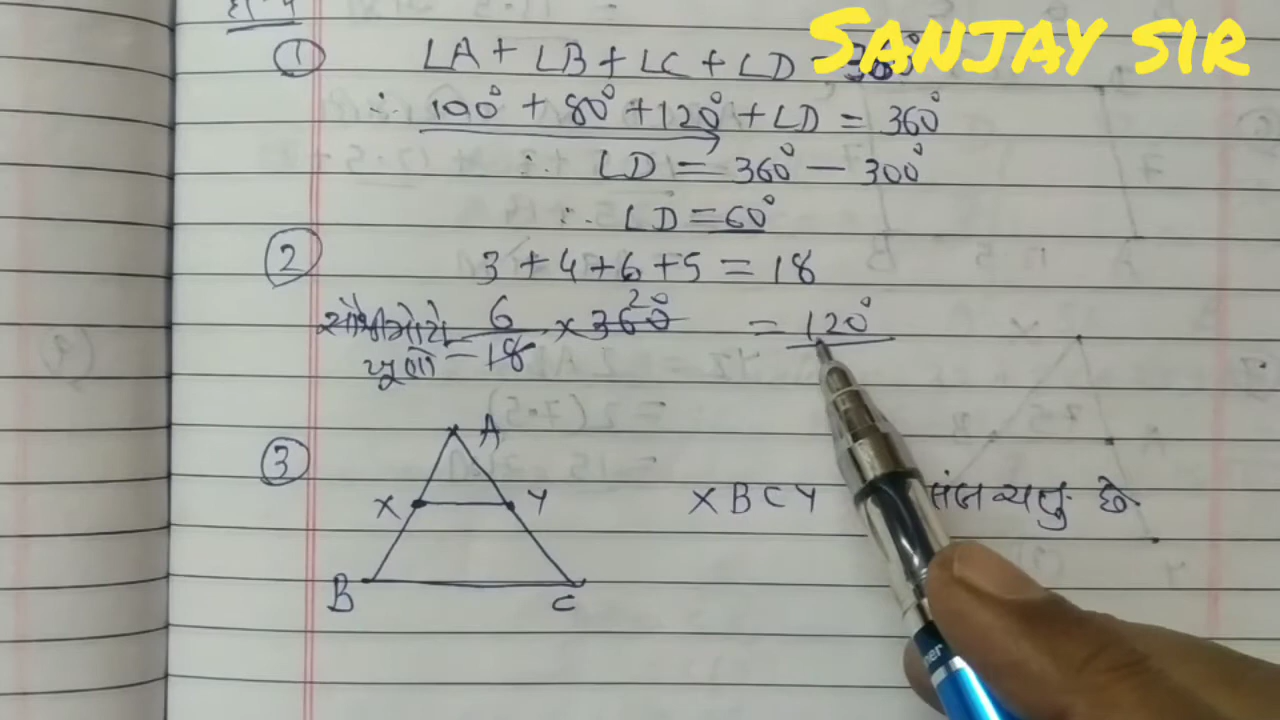 SANJAY SIR
① ∠A + ∠B + ∠C + ∠D = 360°
∴ 100° + 80° + 120° + ∠D = 360°
∴ ∠D = 360° - 300°
∴ ∠D = 60°
② 3 + 4 + 6 + 5 = 18
6 20
× 360° = 120°
ખૂણો = 18
③ A
X Y
XBCY છે.
B C